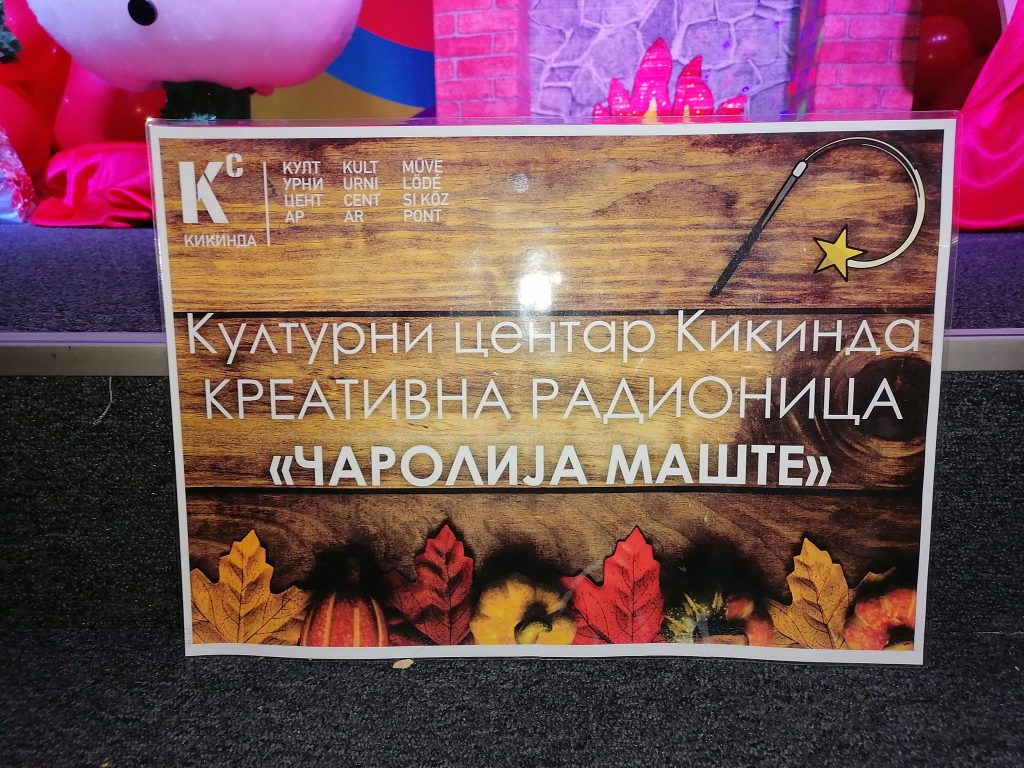 Kc
КИКИНДА
КУЛТ
УРНИ
ЦЕНТ
АР
KULT
URNI
CENT
AR
MŰVE
LŐDÉ
SI KÖZ
PONT
Културни центар Кикинда
КРЕАТИВНА РАДИОНИЦА
«ЧАРОЛИЈА МАШТЕ»